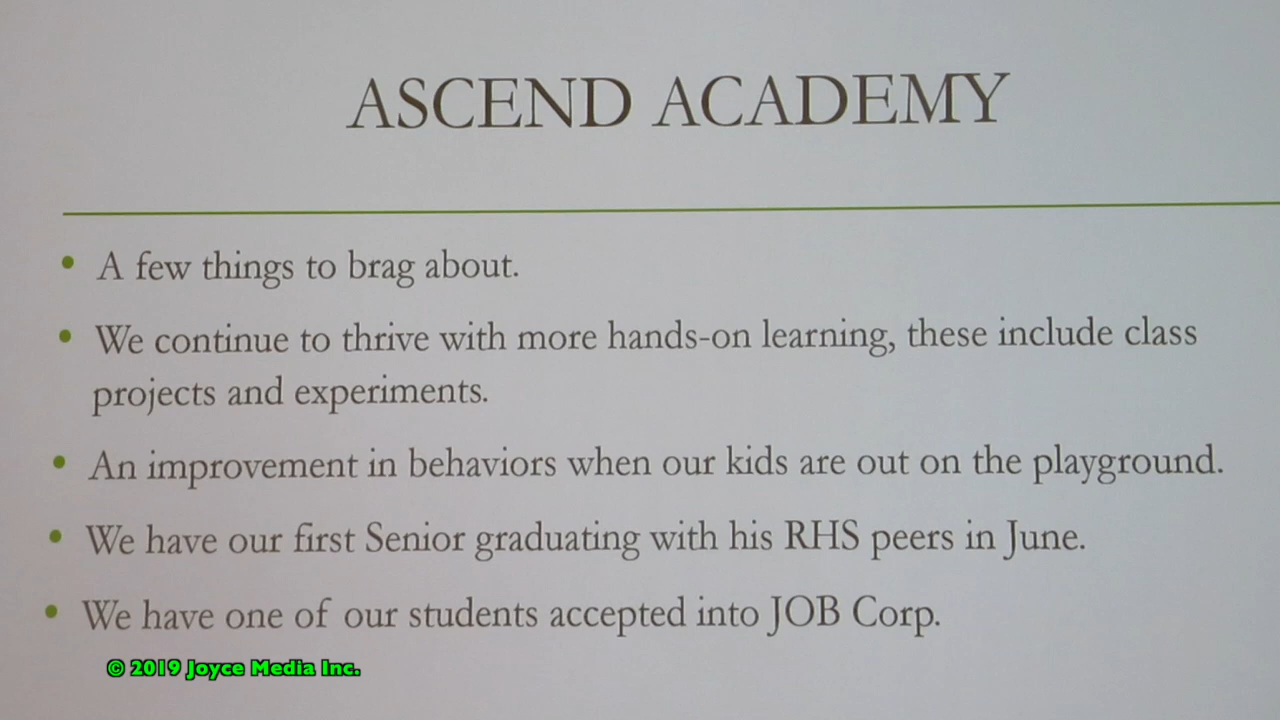 ASCEND ACADEMY
• A few things to brag about.
• We continue to thrive with more hands-on learning, these include class
projects and experiments.
• An improvement in behaviors when our kids are out on the playground.
• We have our first Senior graduating with his RHS peers in June.
• We have one of our students accepted into JOB Corp.
© 2019 Joyce Media Inc.